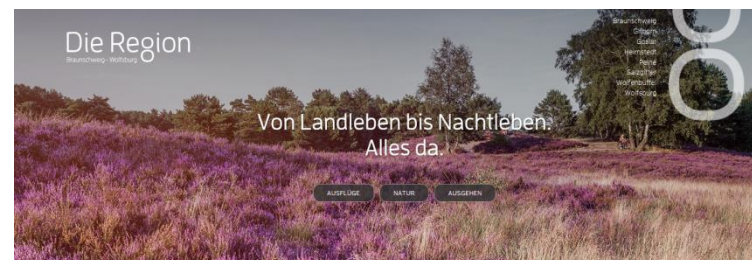 Die Region
Braunschweig - Wolfsburg
Braunschweig
Gifhorn
Goslar
Helmstedt
Peine
Salzgitter
Wolfenbüttel
Wolfsburg
Von Landleben bis Nachtleben.
Alles da.
AUSFLÜGE
NATUR
AUSGEHEN